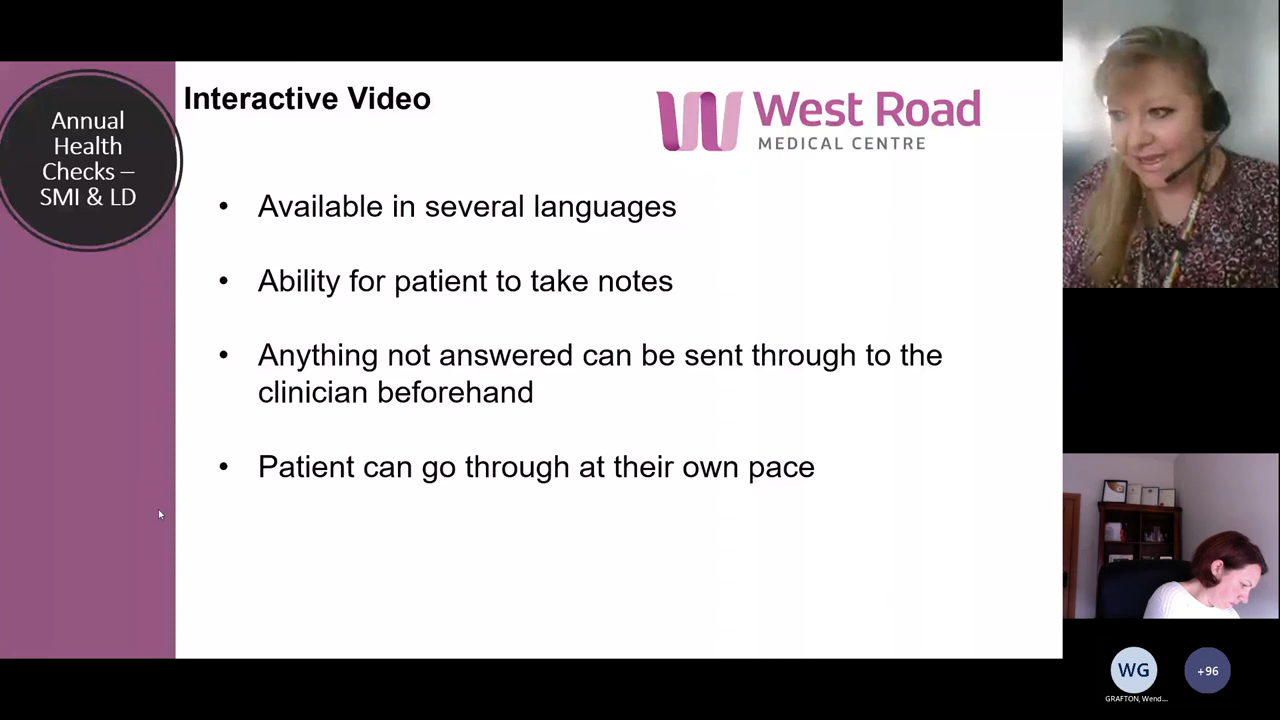 Annual
Health
Checks –
SMI & LD
Interactive Video
West Road
MEDICAL CENTRE
• Available in several languages
• Ability for patient to take notes
• Anything not answered can be sent through to the
clinician beforehand
• Patient can go through at their own pace
WG
+96
GRAFTON, Wend...